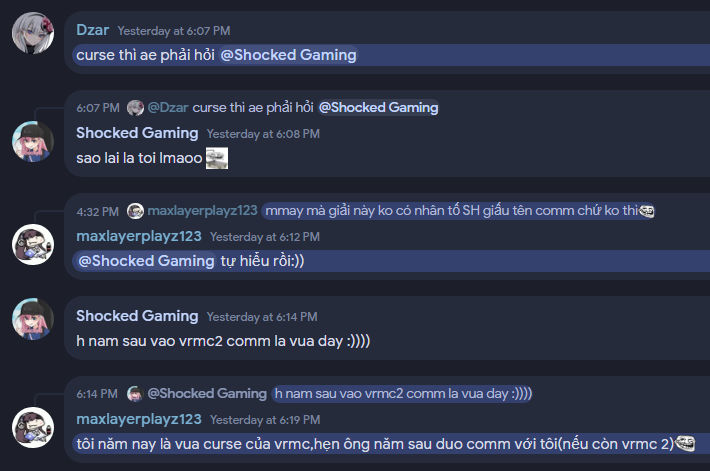 Dzar Yesterday at 6:07 PM
curse thì ae phải hỏi @Shocked Gaming
6:07 PM @Dzar curse thì ae phải hỏi @Shocked Gaming
Shocked Gaming Yesterday at 6:08 PM
sao lai la toi lmaoo
4:32 PM maxlayerplayz123 mmay mà giải này ko có nhân tố SH giấu tên comm chứ ko thì
maxlayerplayz123 Yesterday at 6:12 PM
@Shocked Gaming tự hiểu rồi:))
Shocked Gaming Yesterday at 6:14 PM
h nam sau vao vrmc2 comm la vua day :))))
6:14 PM @Shocked Gaming h nam sau vao vrmc2 comm la vua day :))))
maxlayerplayz123 Yesterday at 6:19 PM
tôi năm nay là vua curse của vrmc,hẹn ông năm sau duo comm với tôi(nếu còn vrmc 2)